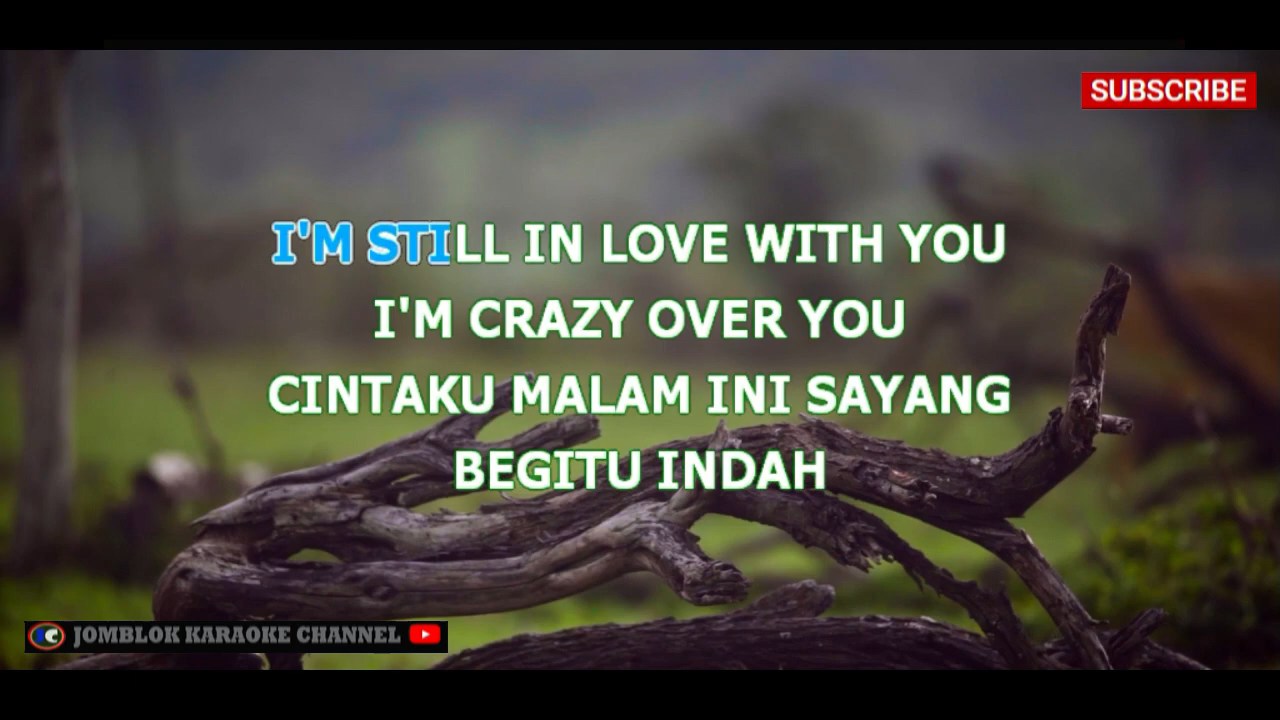 SUBSCRIBE
I'M STILL IN LOVE WITH YOU
I'M CRAZY OVER YOU
CINTAKU MALAM INI SAYANG
BEGITU INDAH
JOMBLOK KARAOKE CHANNEL